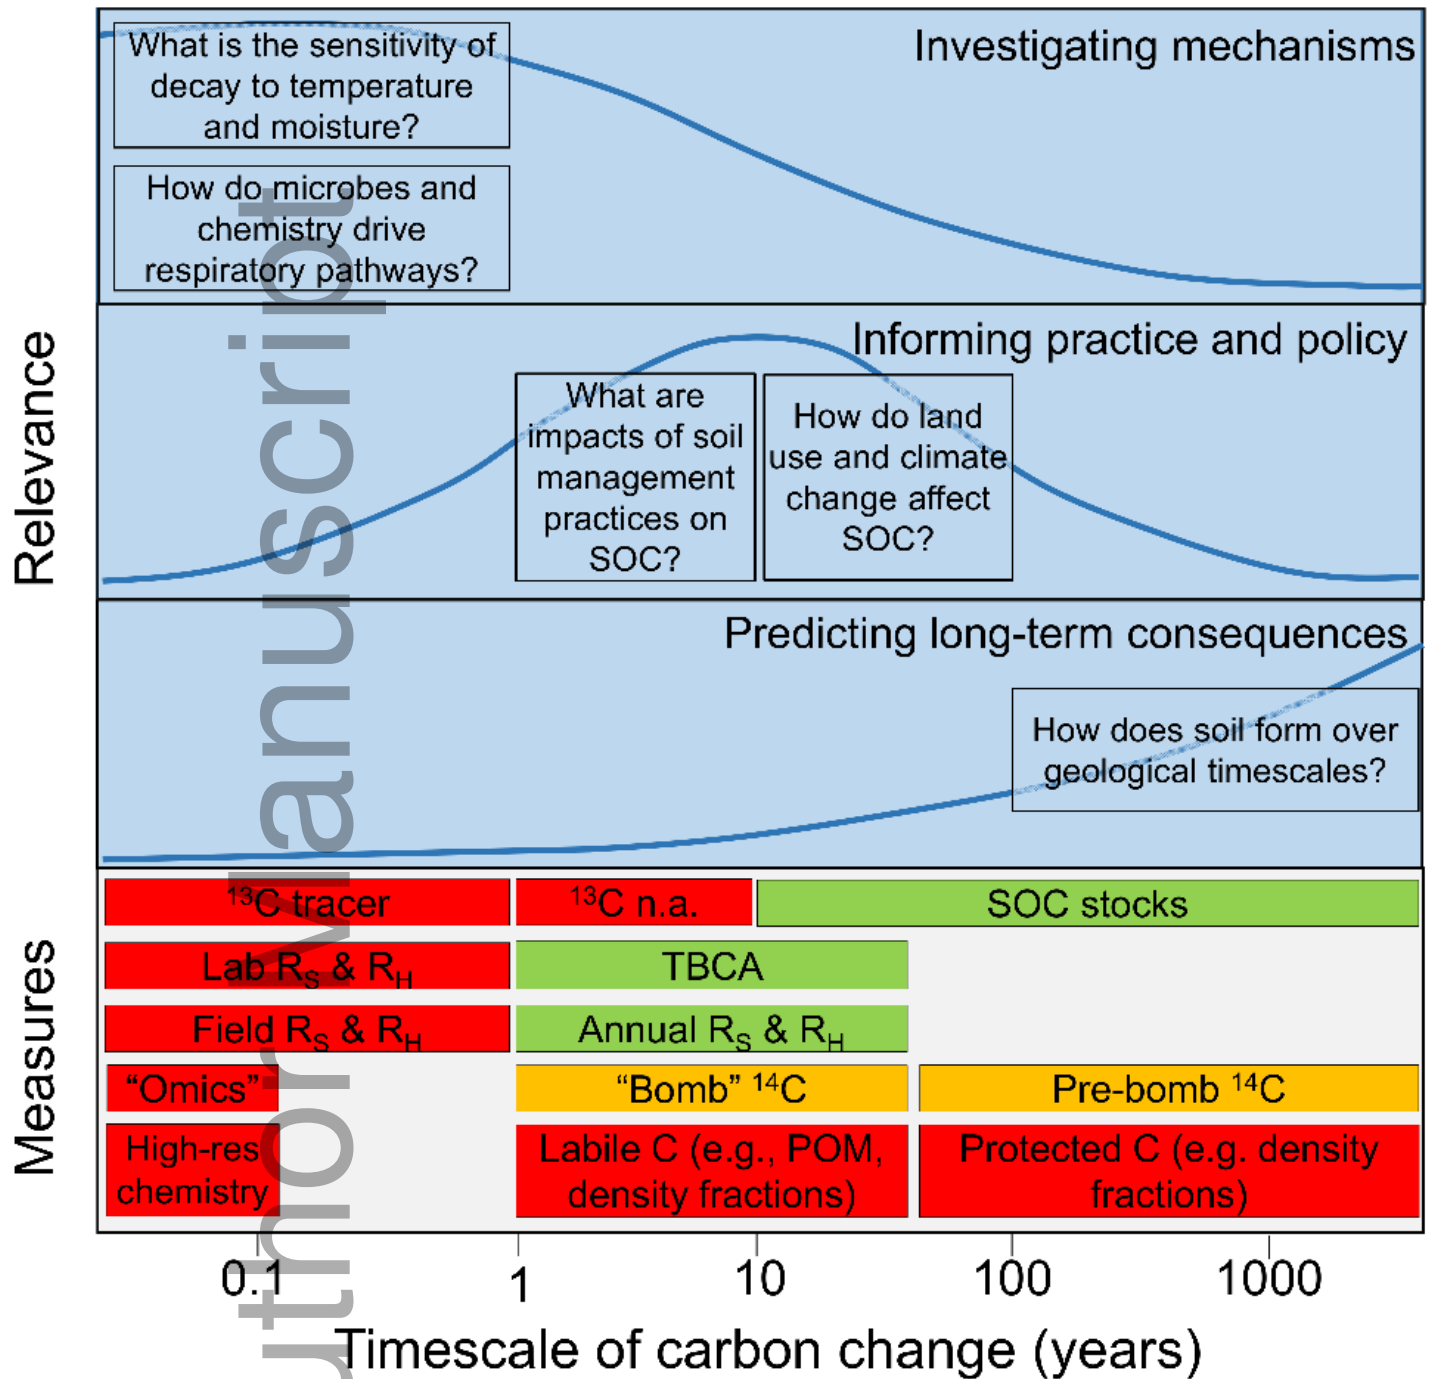 What is the sensitivity of
decay to temperature
and moisture?
Investigating mechanisms
How do microbes and
chemistry drive
respiratory pathways?
Relevance
Informing practice and policy
What are
impacts of soil
management
practices on
SOC?
How do land
use and climate
change affect
SOC?
Predicting long-term consequences
How does soil form over
geological timescales?
Measures
¹³C tracer
¹³C n.a.
SOC stocks
Lab R_S & R_H
TBCA
Field R_S & R_H
Annual R_S & R_H
“Omics”
“Bomb” ¹⁴C
Pre-bomb ¹⁴C
High-res
chemistry
Labile C (e.g., POM,
density fractions)
Protected C (e.g. density
fractions)
0.1
1
10
100
1000
Timescale of carbon change (years)
uthor Manuscript